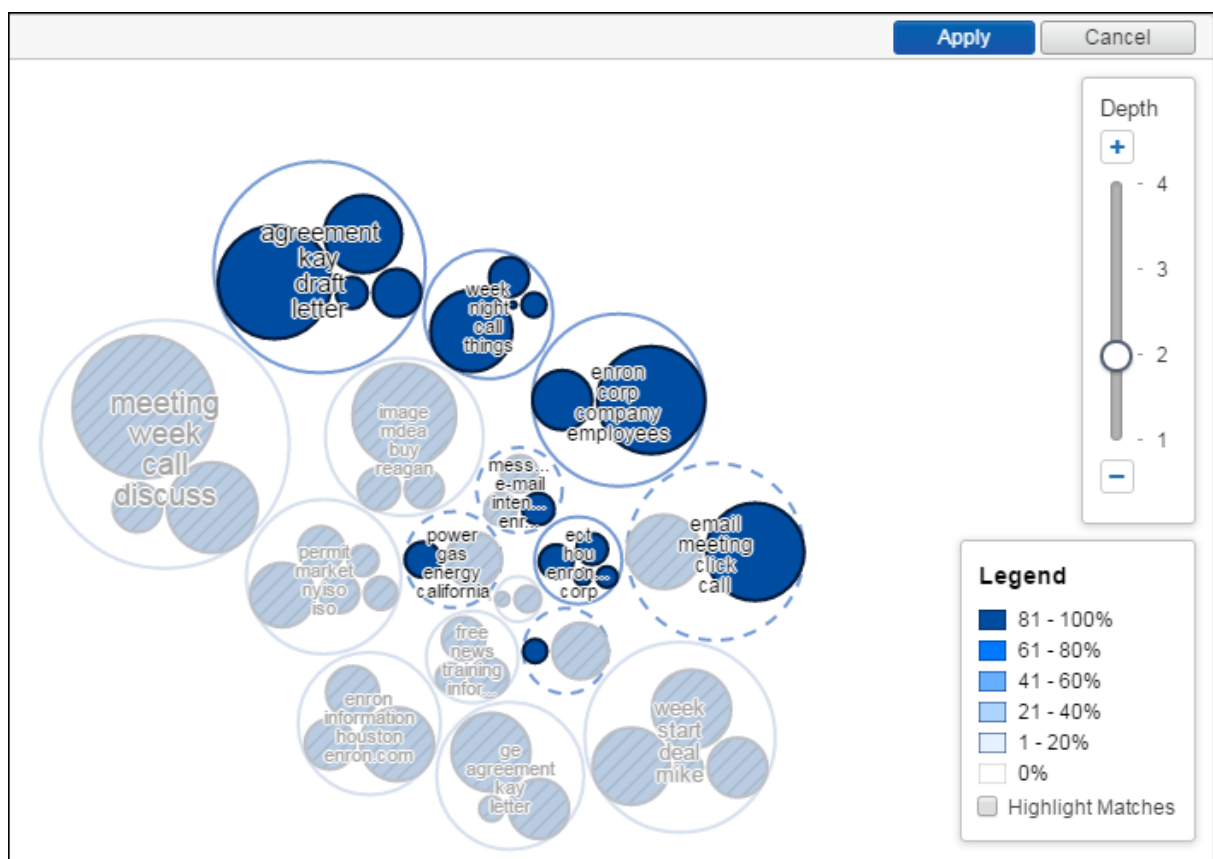 Apply
Cancel
Depth
+
4
3
2
1
−
agreement
kay
draft
letter
week
night
call
things
enron
corp
company
employees
meeting
week
call
discuss
image
mdea
buy
reagan
mess...
e-mail
inten...
enr...
email
meeting
click
call
power
gas
energy
california
ect
hou
enron...
corp
permit
market
nyiso
iso
free
news
training
infor...
enron
information
houston
enron.com
ge
agreement
kay
letter
week
start
deal
mike
Legend
81 - 100%
61 - 80%
41 - 60%
21 - 40%
1 - 20%
0%
Highlight Matches